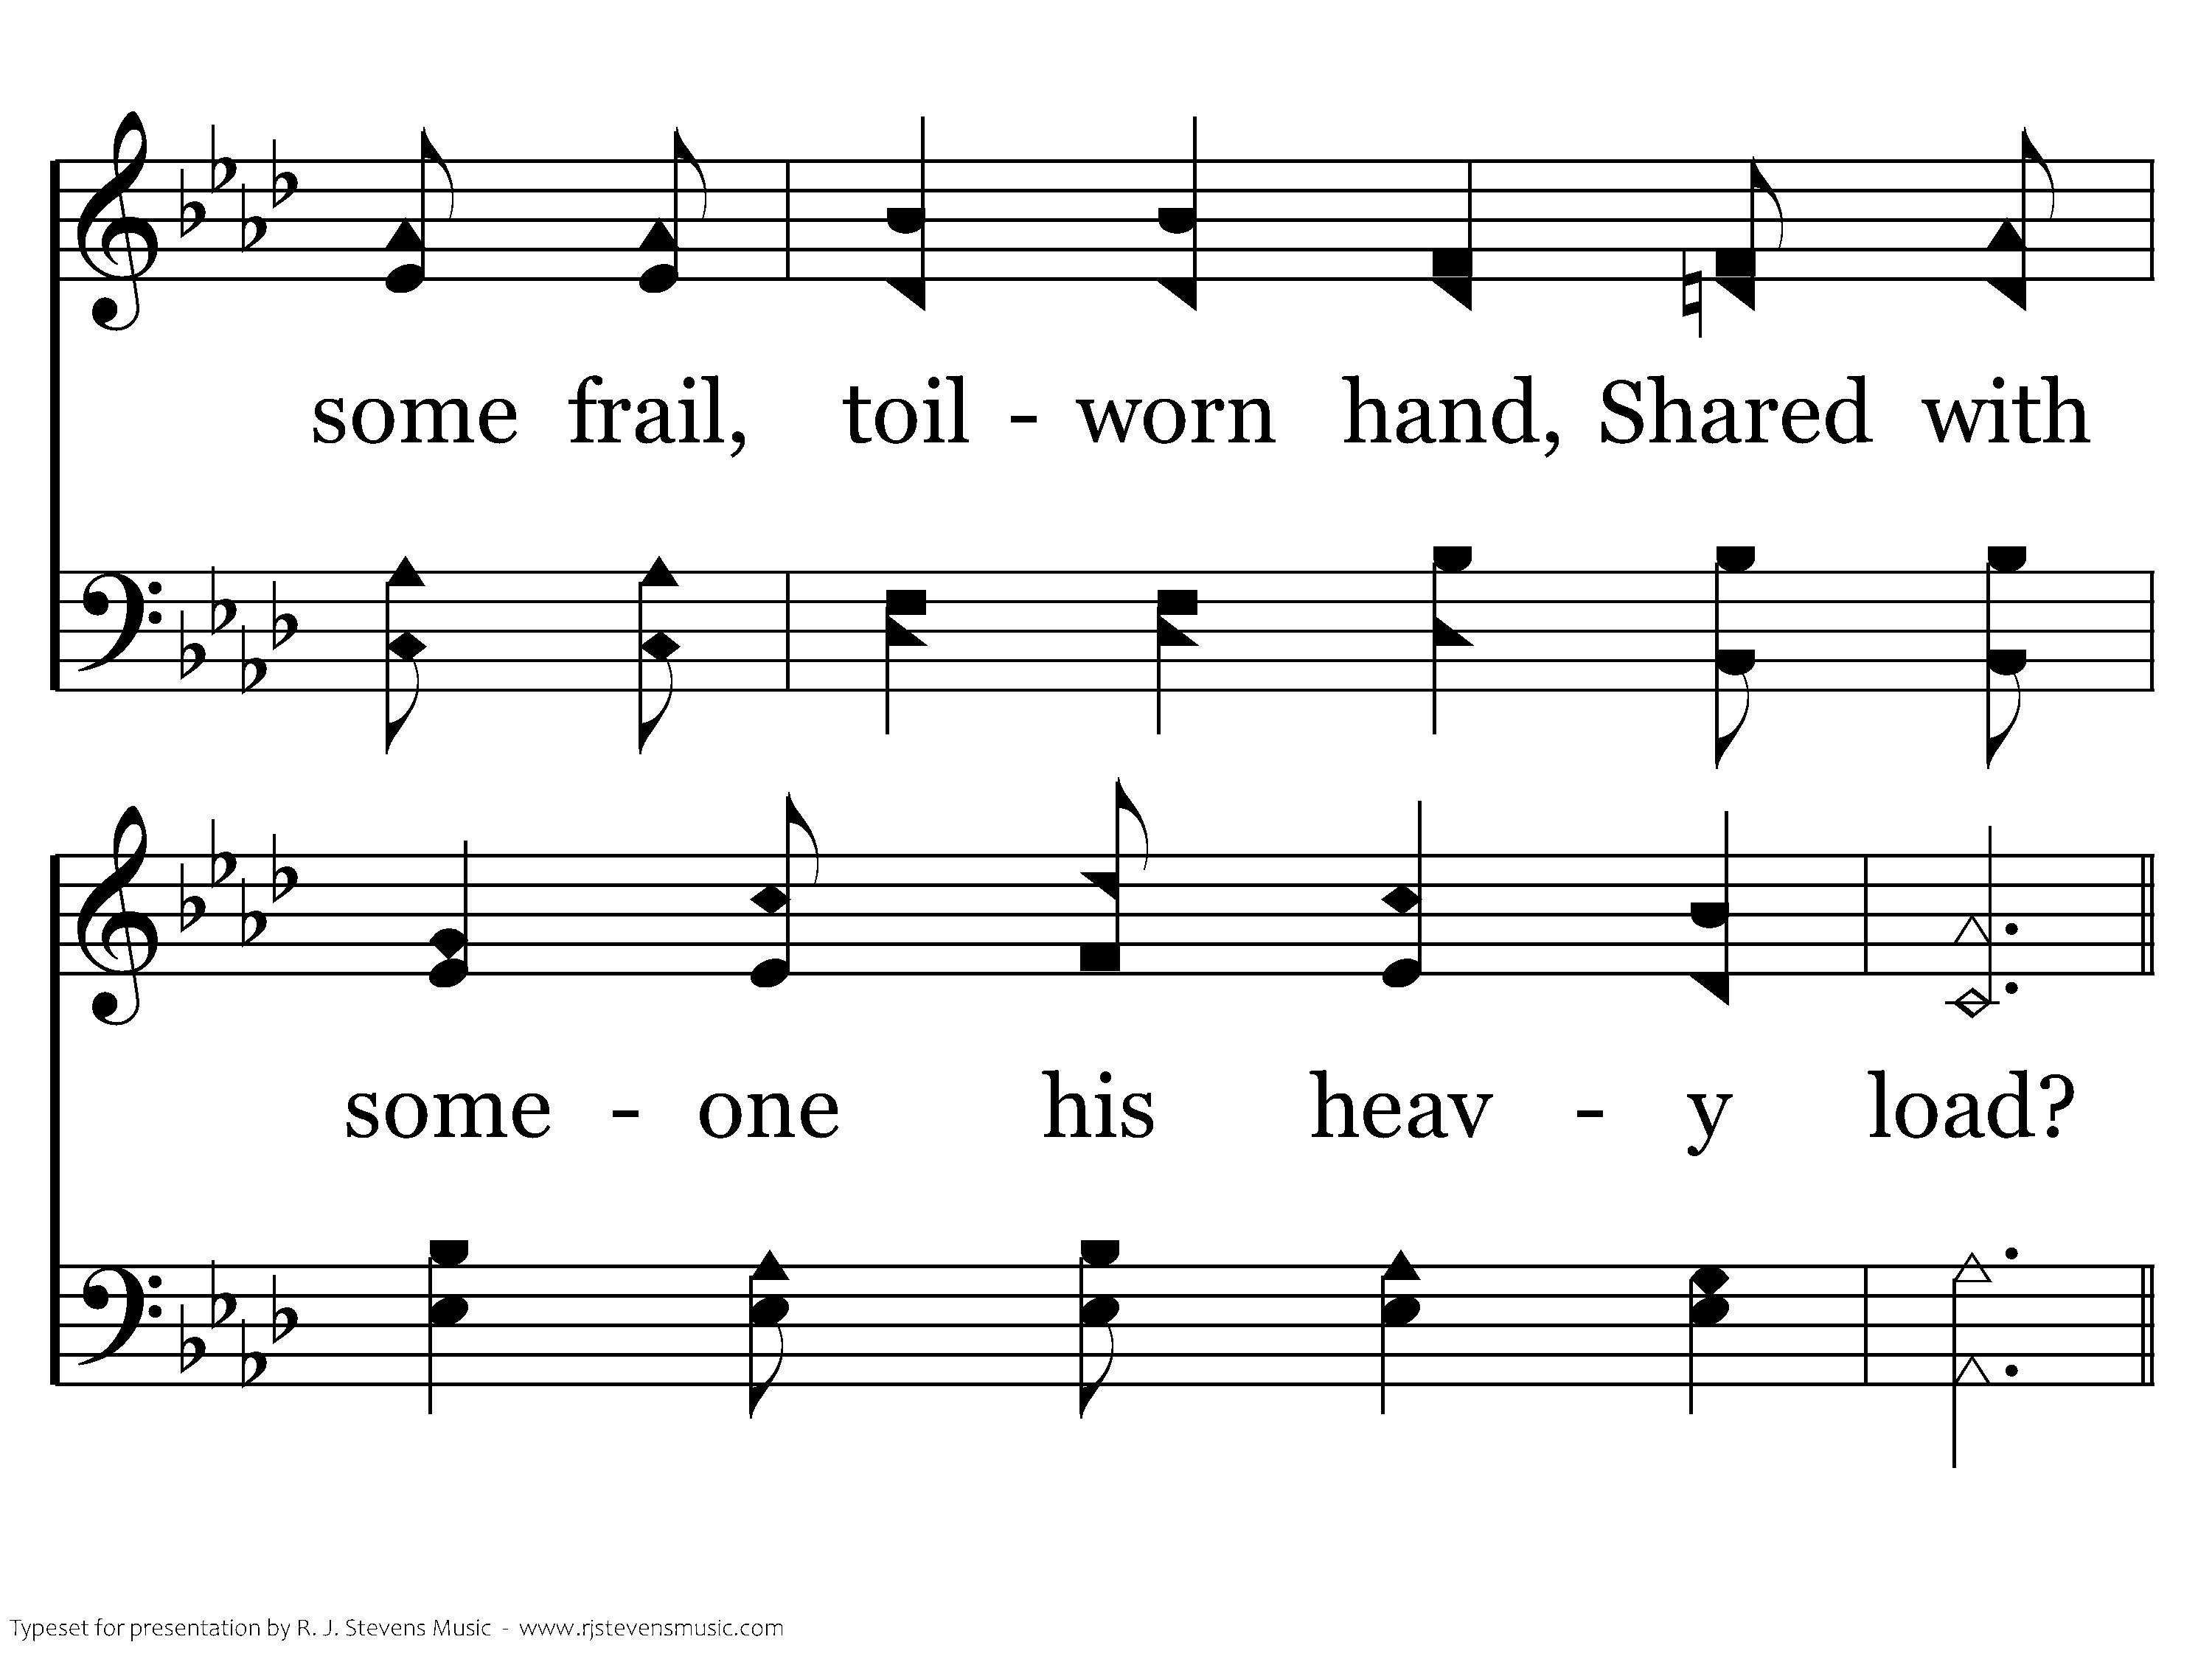 some frail, toil - worn hand, Shared with
some - one his heav - y load?
Typeset for presentation by R. J. Stevens Music - www.rjstevensmusic.com